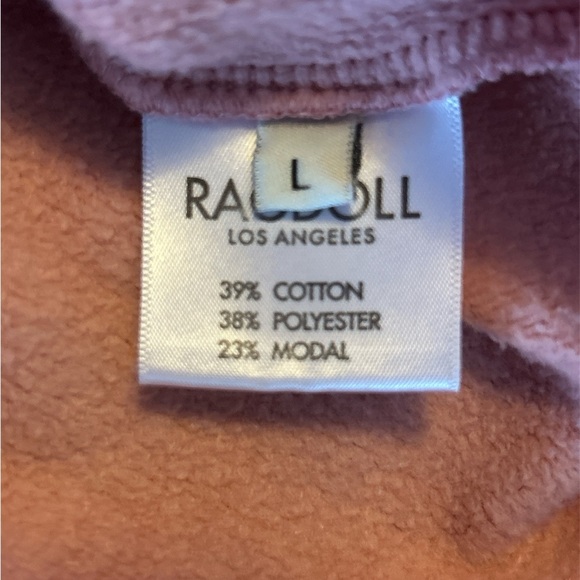 L
RAGDOLL
LOS ANGELES
39% COTTON
38% POLYESTER
23% MODAL